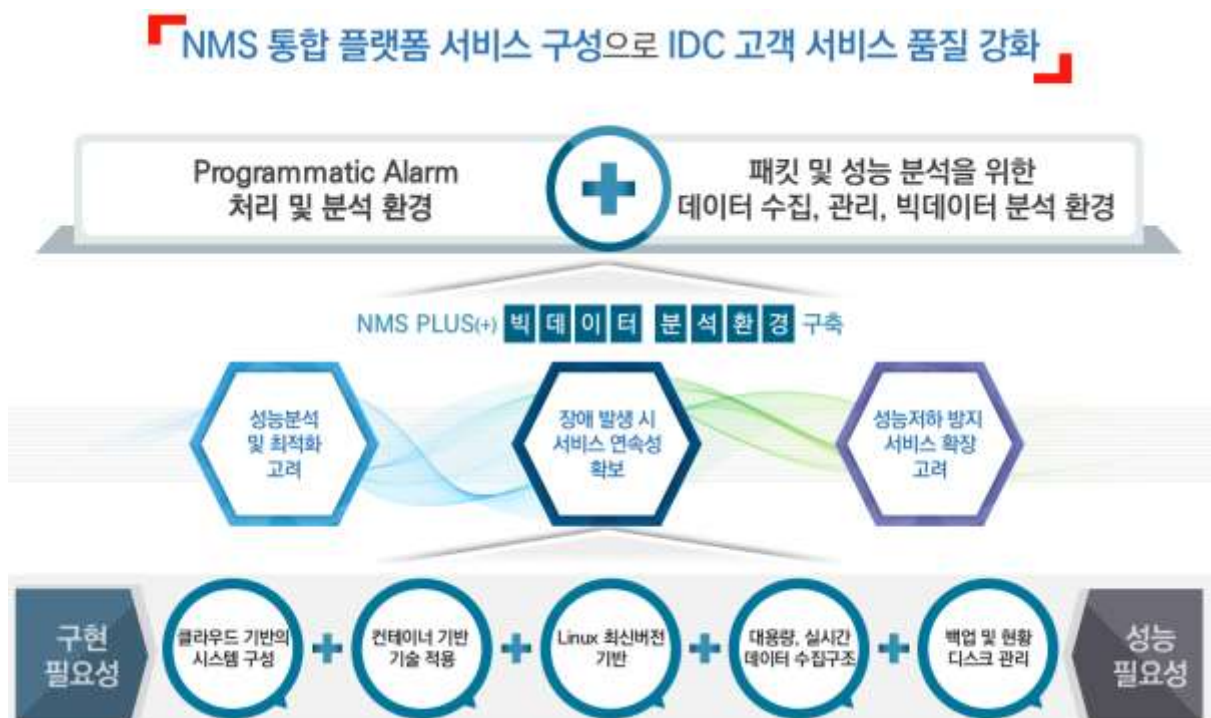 NMS 통합 플랫폼 서비스 구성으로 IDC 고객 서비스 품질 강화
Programmatic Alarm
처리 및 분석 환경
패킷 및 성능 분석을 위한
데이터 수집, 관리, 빅데이터 분석 환경
NMS PLUS(+) 빅데이터 분석환경 구축
성능분석
및 최적화
고려
장애 발생 시
서비스 연속성
확보
성능저하 방지
서비스 확장
고려
구현
필요성
클라우드 기반의
시스템 구성
컨테이너 기반
기술 적용
Linux 최신버전
기반
대용량, 실시간
데이터 수집구조
백업 및 현황
디스크 관리
성능
필요성